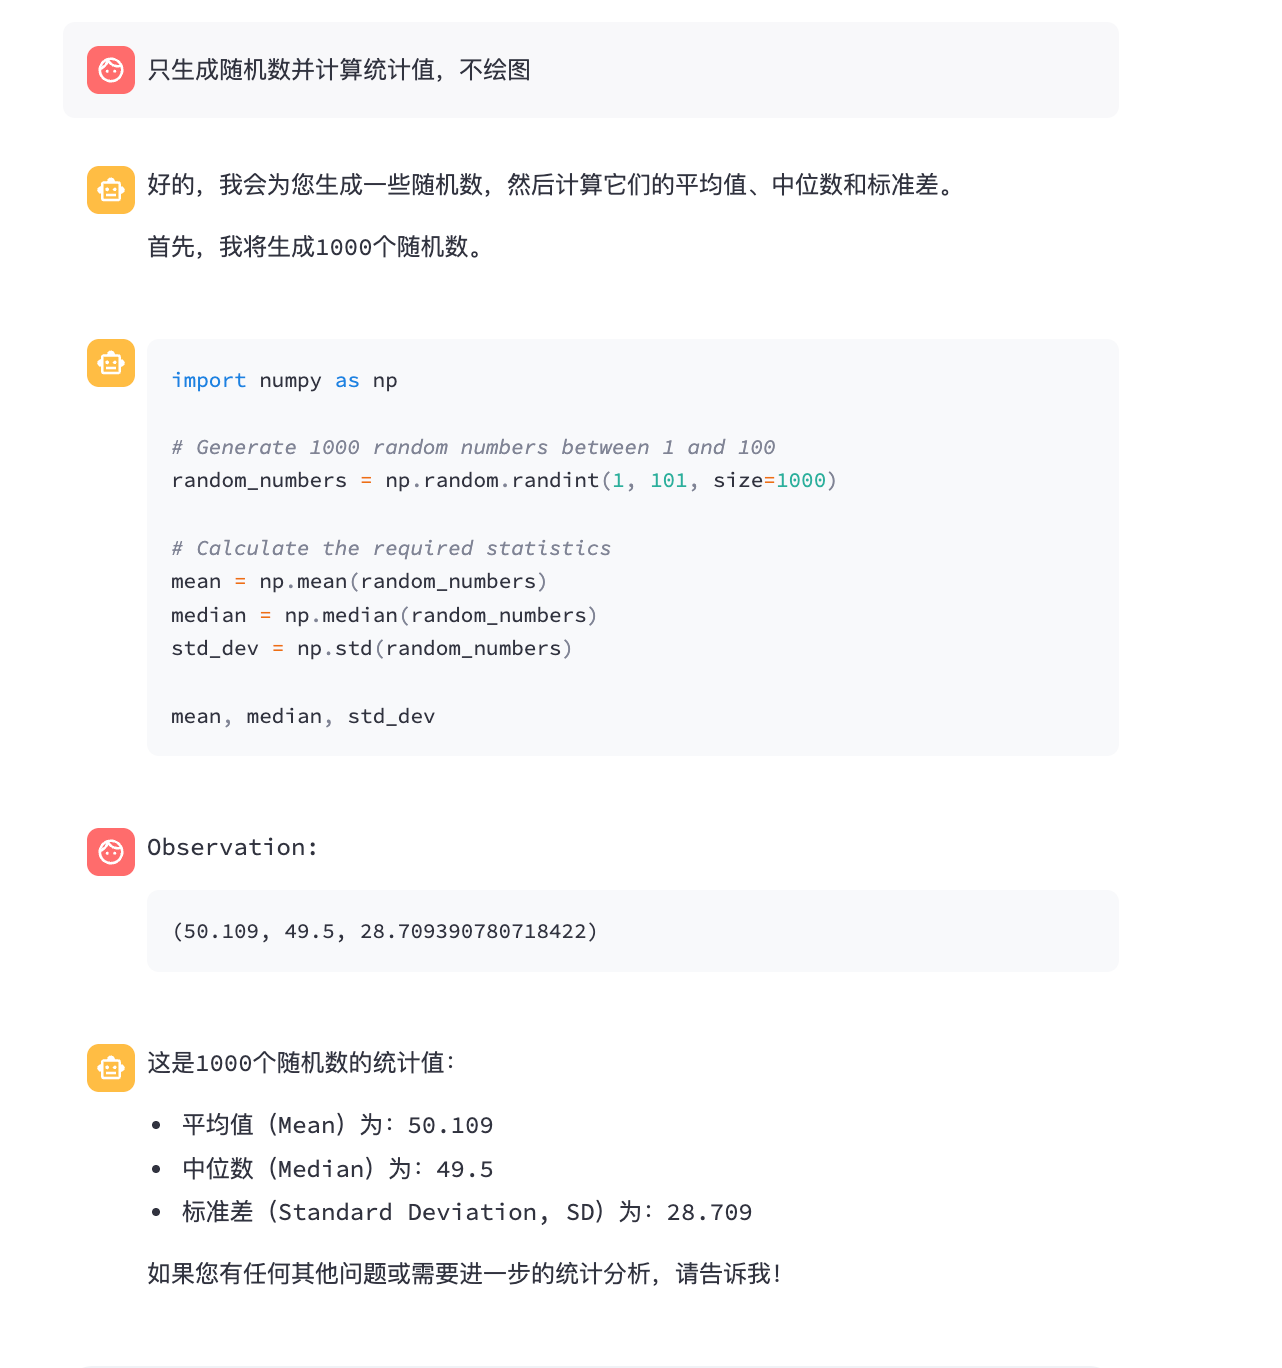 只生成随机数并计算统计值，不绘图
好的，我会为您生成一些随机数，然后计算它们的平均值、中位数和标准差。
首先，我将生成1000个随机数。
import numpy as np
# Generate 1000 random numbers between 1 and 100
random_numbers = np.random.randint(1, 101, size=1000)
# Calculate the required statistics
mean = np.mean(random_numbers)
median = np.median(random_numbers)
std_dev = np.std(random_numbers)
mean, median, std_dev
Observation:
(50.109, 49.5, 28.709390780718422)
这是1000个随机数的统计值：
• 平均值（Mean）为：50.109
• 中位数（Median）为：49.5
• 标准差（Standard Deviation, SD）为：28.709
如果您有任何其他问题或需要进一步的统计分析，请告诉我！